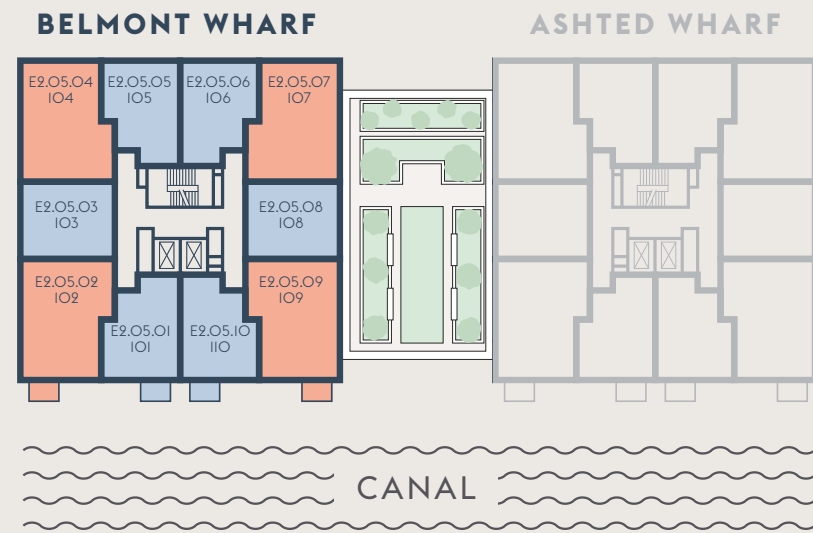 BELMONT WHARF
ASHTED WHARF
E2.05.04
104
E2.05.05
105
E2.05.06
106
E2.05.07
107
E2.05.03
103
E2.05.08
108
E2.05.02
102
E2.05.09
109
E2.05.01
101
E2.05.10
110
CANAL